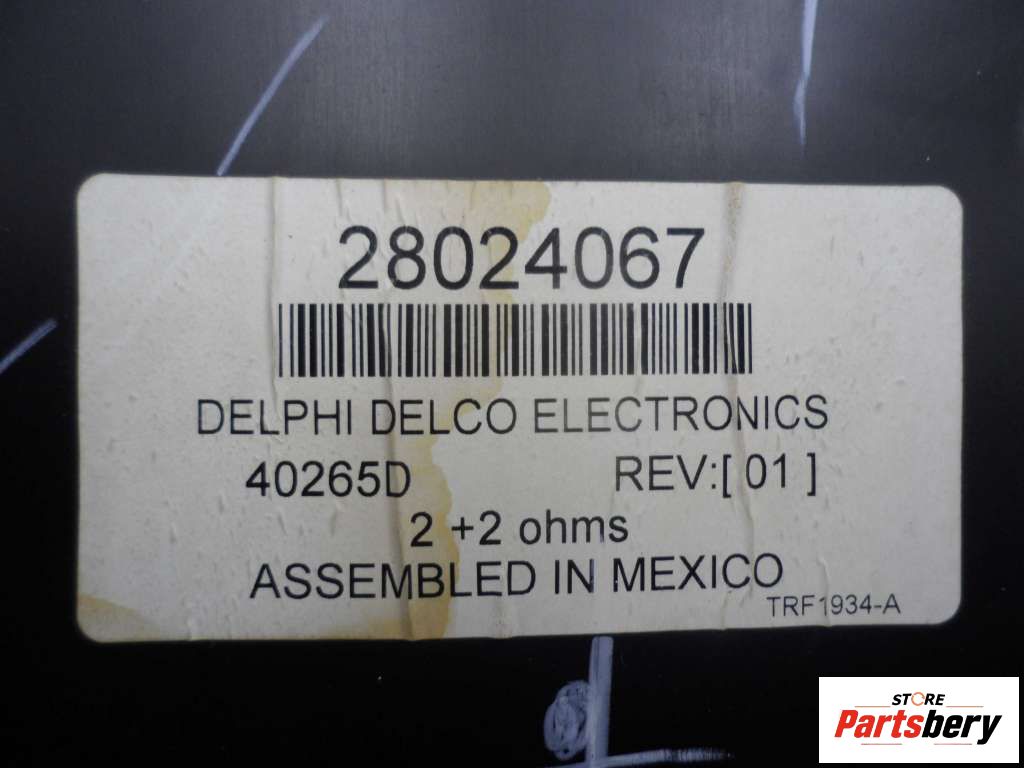 28024067
DELPHI DELCO ELECTRONICS
40265D REV:[ 01 ]
2 +2 ohms
ASSEMBLED IN MEXICO
TRF1934-A
STORE
Partsbery